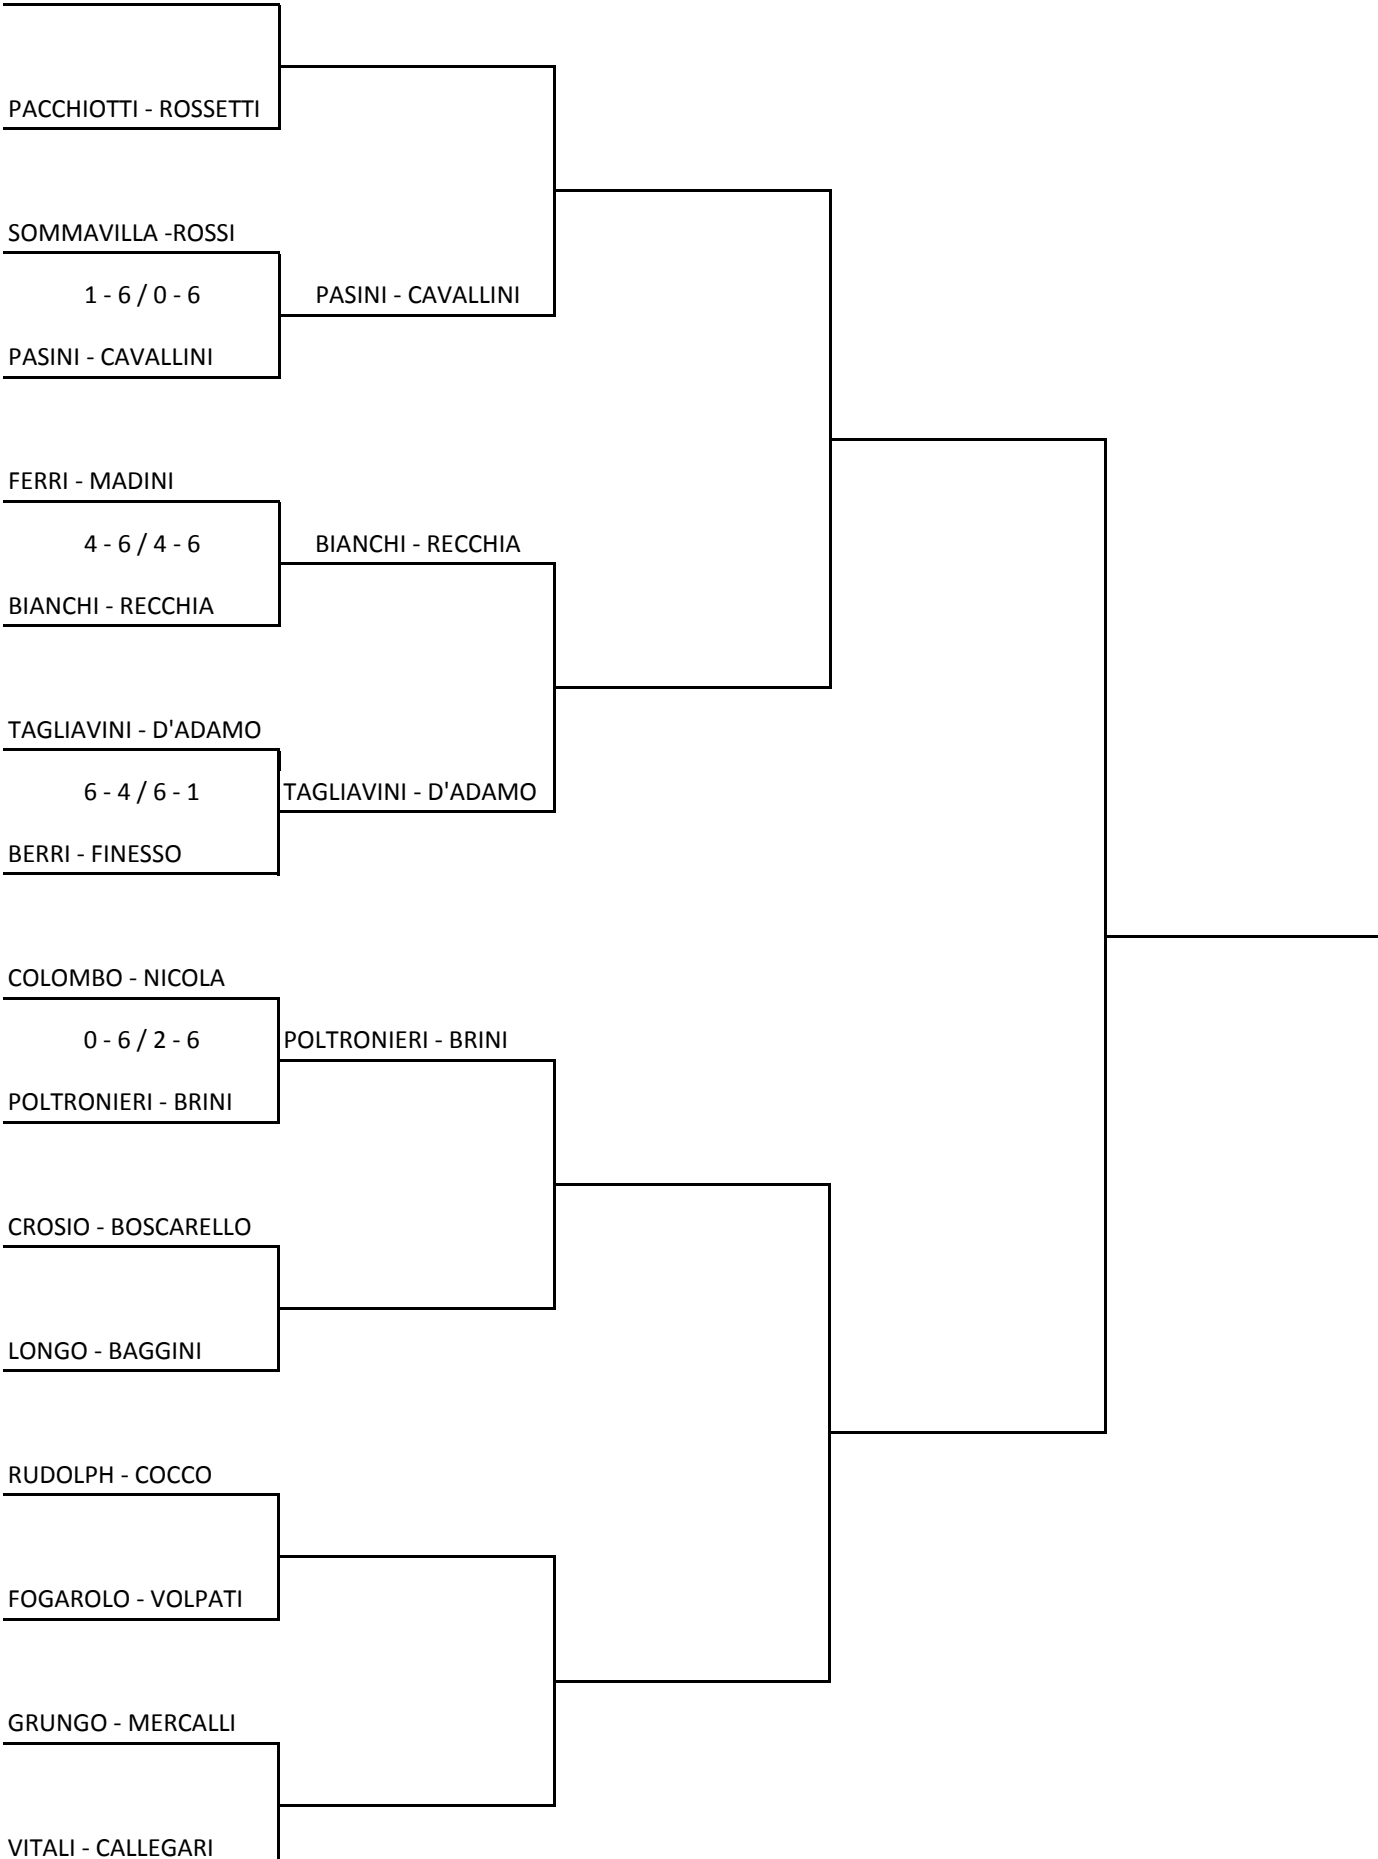 PACCHIOTTI - ROSSETTI
SOMMAVILLA -ROSSI
1 - 6 / 0 - 6
PASINI - CAVALLINI
PASINI - CAVALLINI
FERRI - MADINI
4 - 6 / 4 - 6
BIANCHI - RECCHIA
BIANCHI - RECCHIA
TAGLIAVINI - D'ADAMO
6 - 4 / 6 - 1
TAGLIAVINI - D'ADAMO
BERRI - FINESSO
COLOMBO - NICOLA
0 - 6 / 2 - 6
POLTRONIERI - BRINI
POLTRONIERI - BRINI
CROSIO - BOSCARELLO
LONGO - BAGGINI
RUDOLPH - COCCO
FOGAROLO - VOLPATI
GRUNGO - MERCALLI
VITALI - CALLEGARI